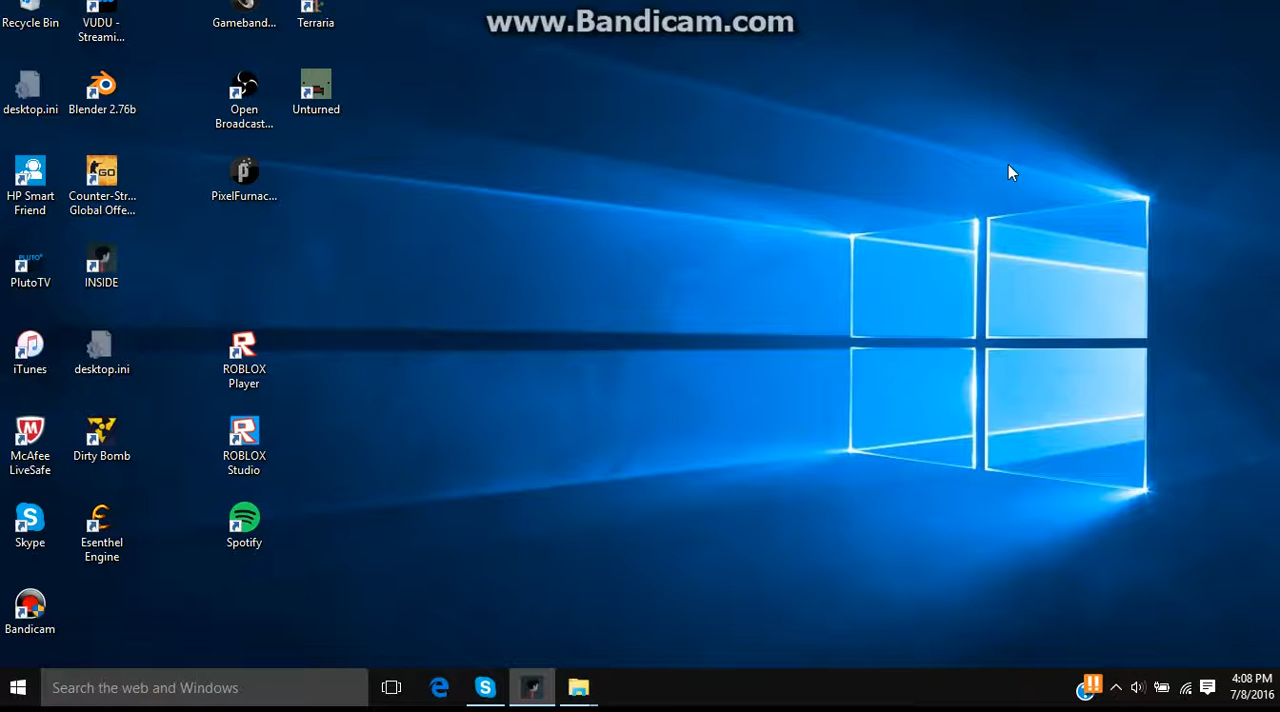 www.Bandicam.com
Recycle Bin
VUDU -
Streami...
Gameband...
Terraria
desktop.ini
Blender 2.76b
Open
Broadcast...
Unturned
HP Smart
Friend
GO
Counter-Str...
Global Offe...
PixelFurnac...
PLUTO
PlutoTV
INSIDE
iTunes
desktop.ini
ROBLOX
Player
McAfee
LiveSafe
Dirty Bomb
ROBLOX
Studio
Skype
Esenthel
Engine
Spotify
Bandicam
Search the web and Windows
4:08 PM
7/8/2016